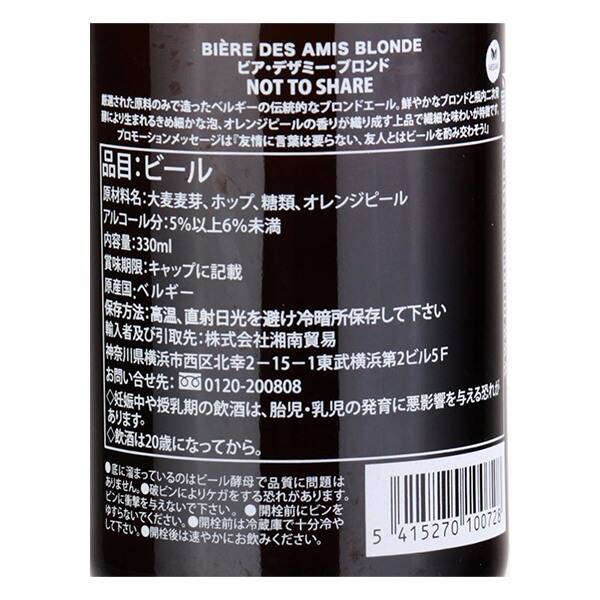 BIÈRE DES AMIS BLONDE
ビア・デザミー・ブロンド
NOT TO SHARE
厳選された原料のみで造ったベルギーの伝統的なブロンドエール。鮮やかなブロンドと瓶内二次発
酵により生まれるきめ細かな泡、オレンジピールの香りが織り成す上品で繊細な味わいが特徴です。
プロモーションメッセージは『友情に言葉は要らない、友人とはビールを酌み交わそう!』
品目:ビール
原材料名:大麦麦芽、ホップ、糖類、オレンジピール
アルコール分:5%以上6%未満
内容量:330ml
賞味期限:キャップに記載
原産国:ベルギー
保存方法:高温、直射日光を避け冷暗所保存して下さい
輸入者及び引取先:株式会社湘南貿易
神奈川県横浜市西区北幸2-15-1東武横浜第2ビル5F
お問い合せ先:0120-200808
◇妊娠中や授乳期の飲酒は、胎児・乳児の発育に悪影響を与える恐れが
あります。
◇飲酒は20歳になってから。
●底に溜まっているのはビール酵母で品質に問題は
ありません。●破ビンによりケガをする恐れがあります。
ビンに衝撃を与えないで下さい。●開栓前にビンを
ゆすらないでください。●開栓前は冷蔵庫で十分冷や
して下さい。●開栓後は速やかにお飲みください。
5 415270 100728